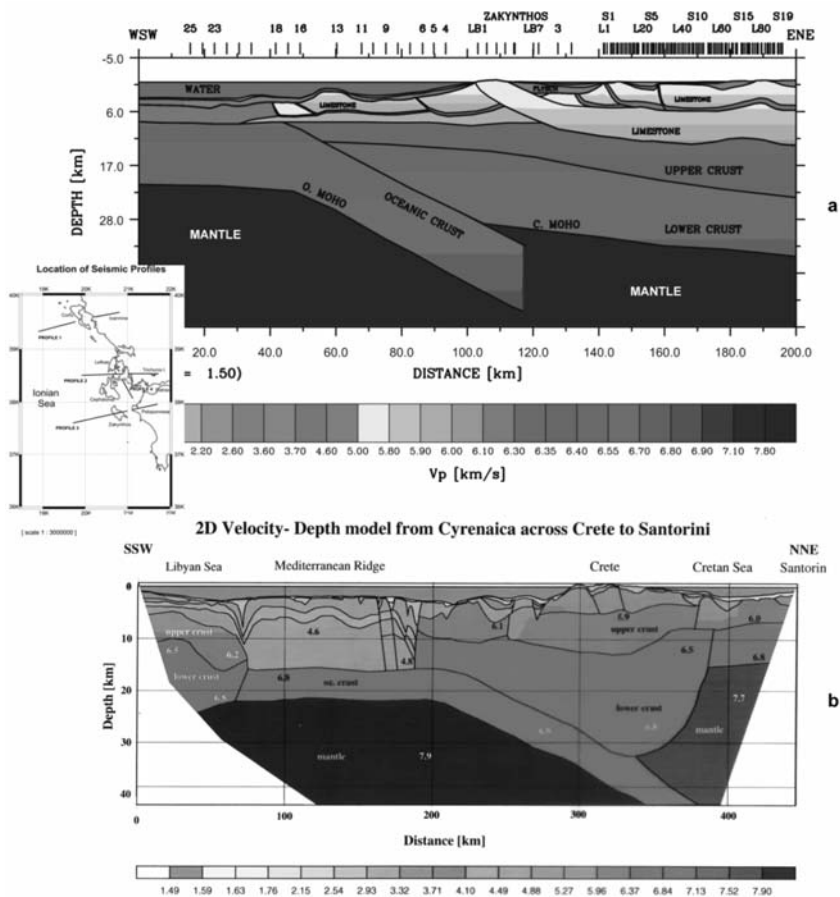 ZAKYNTHOS
WSW 25 23 18 16 13 11 9 6 5 4 LB1 LB7 3 S1 S5 S10 S15 S19
L1 L20 L40 L60 L80 ENE
-5.0
6.0
17.0
28.0
DEPTH [km]
WATER
LIMESTONE
LIMESTONE
LIMESTONE
UPPER CRUST
LOWER CRUST
OCEANIC CRUST
O. MOHO
C. MOHO
MANTLE
MANTLE
a
20.0 40.0 60.0 80.0 100.0 120.0 140.0 160.0 180.0 200.0
= 1.50)
DISTANCE [km]
2.20 2.60 3.60 3.70 4.60 5.00 5.80 5.90 6.00 6.10 6.30 6.35 6.40 6.55 6.70 6.80 6.90 7.10 7.80
Vp [km/s]
Location of Seismic Profiles
PROFILE 1
PROFILE 2
Ionian
Sea
Zakynthos
[ scale 1 : 3000000 ]
2D Velocity- Depth model from Cyrenaica across Crete to Santorini
SSW
NNE
Libyan Sea Mediterranean Ridge Crete Cretan Sea Santorin
0
10
20
30
40
Depth [km]
upper crust
6.5
6.2
lower crust
4.6
4.8
6.8
oc. crust
4.1
5.9
upper crust
6.0
6.5
6.8
lower crust
7.7
mantle
mantle
7.9
b
0 100 200 300 400
Distance [km]
1.49 1.59 1.63 1.76 2.15 2.54 2.93 3.32 3.71 4.10 4.49 4.88 5.27 5.96 6.37 6.84 7.13 7.52 7.90